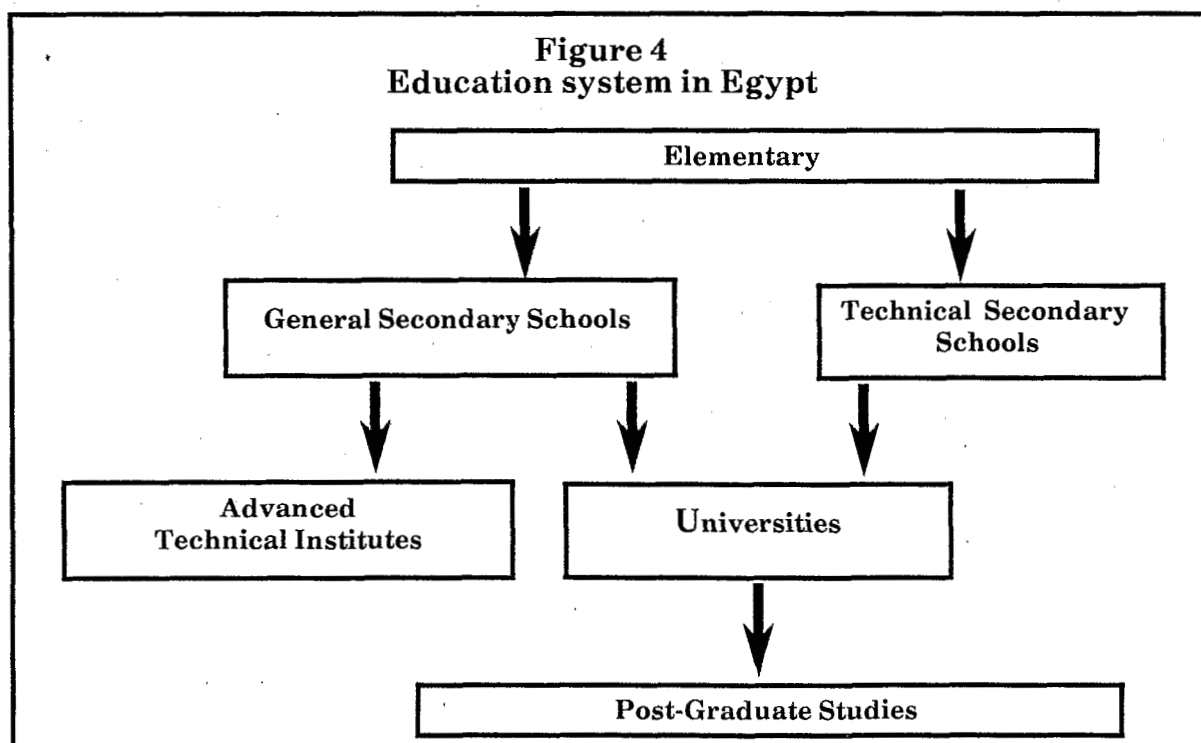 Figure 4
Education system in Egypt
Elementary
General Secondary Schools
Technical Secondary
Schools
Advanced
Technical Institutes
Universities
Post-Graduate Studies